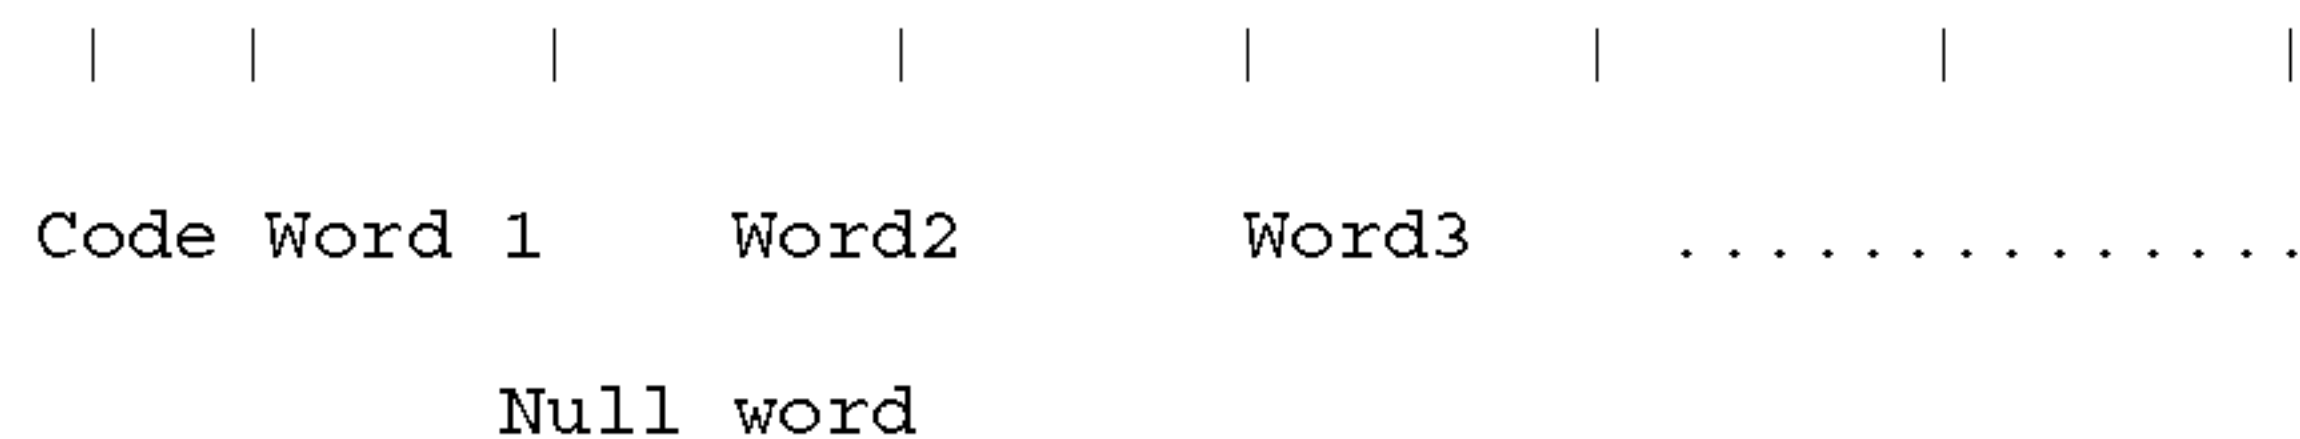 | | | | | | | |
Code Word 1 Word2 Word3 ..............
Null word